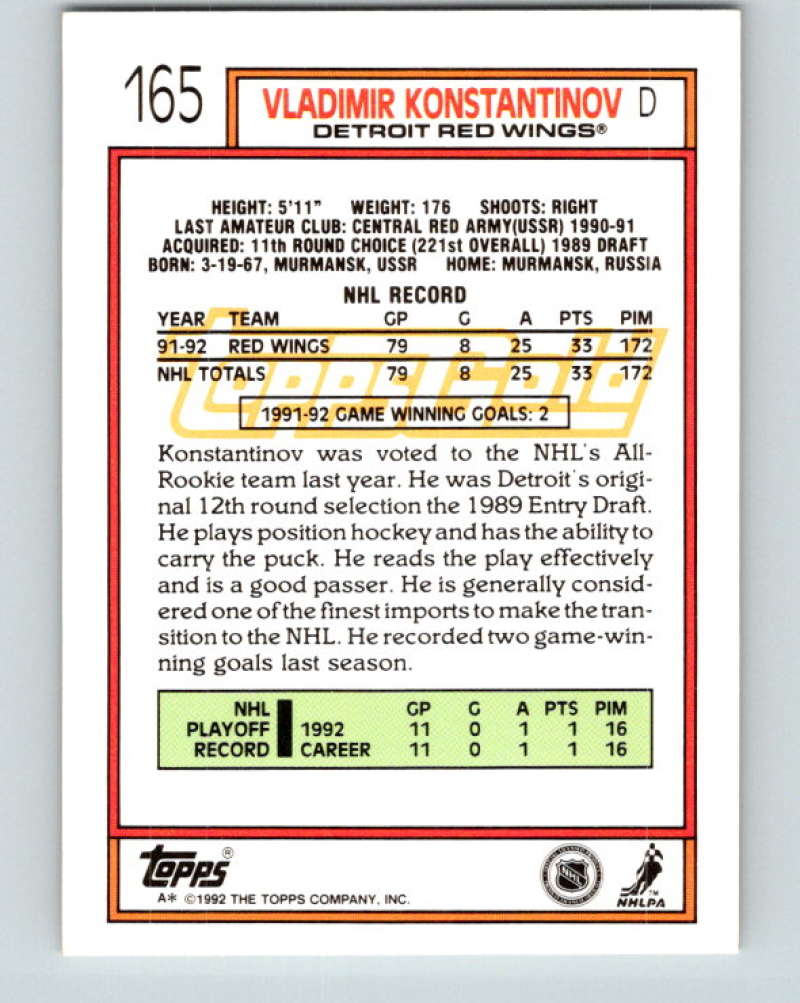 165
VLADIMIR KONSTANTINOV D
DETROIT RED WINGS®
HEIGHT: 5'11" WEIGHT: 176 SHOOTS: RIGHT
LAST AMATEUR CLUB: CENTRAL RED ARMY(USSR) 1990-91
ACQUIRED: 11th ROUND CHOICE (221st OVERALL) 1989 DRAFT
BORN: 3-19-67, MURMANSK, USSR HOME: MURMANSK, RUSSIA
NHL RECORD
YEAR TEAM GP G A PTS PIM
91-92 RED WINGS 79 8 25 33 172
NHL TOTALS 79 8 25 33 172
Topps Gold
1991-92 GAME WINNING GOALS: 2
Konstantinov was voted to the NHL's All-
Rookie team last year. He was Detroit's origi-
nal 12th round selection the 1989 Entry Draft.
He plays position hockey and has the ability to
carry the puck. He reads the play effectively
and is a good passer. He is generally consid-
ered one of the finest imports to make the tran-
sition to the NHL. He recorded two game-win-
ning goals last season.
NHL GP G A PTS PIM
PLAYOFF 1992 11 0 1 1 16
RECORD CAREER 11 0 1 1 16
TOPPS®
A* ©1992 THE TOPPS COMPANY, INC.
NHL
TM
NHLPA